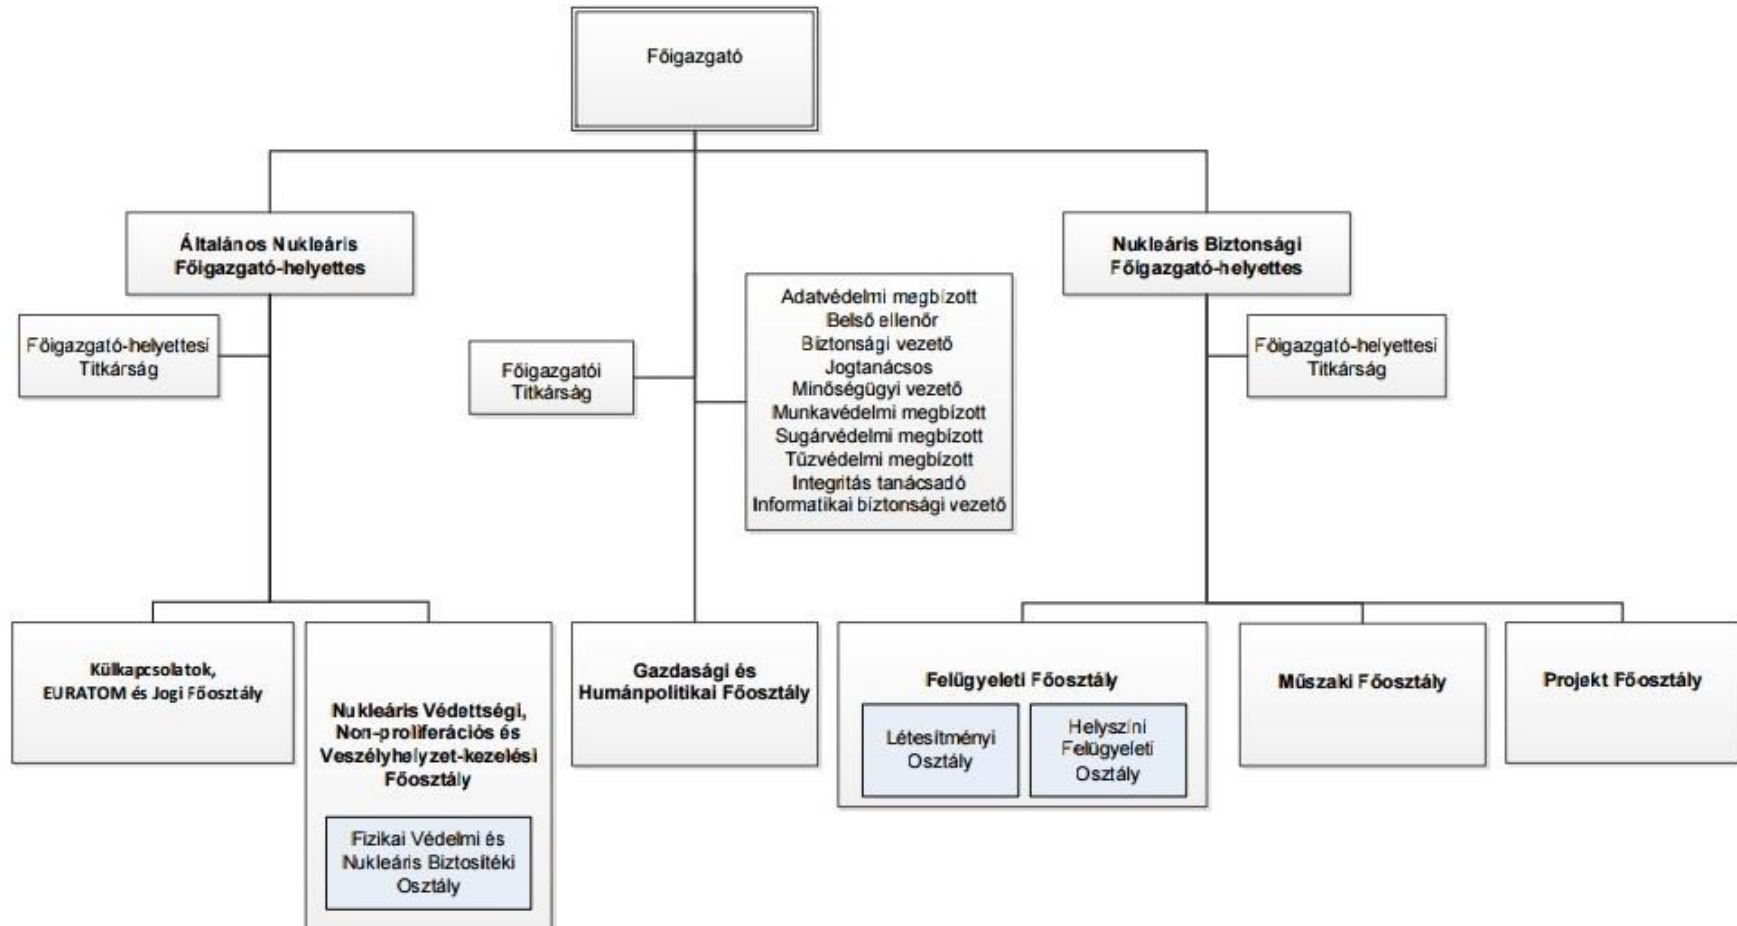 Főigazgató
Általános Nukleáris
Főigazgató-helyettes
Nukleáris Biztonsági
Főigazgató-helyettes
Főigazgató-helyettesi
Titkárság
Főigazgatói
Titkárság
Adatvédelmi megbízott
Belső ellenőr
Biztonsági vezető
Jogtanácsos
Minőségügyi vezető
Munkavédelmi megbízott
Sugárvédelmi megbízott
Tűzvédelmi megbízott
Integritás tanácsadó
Informatikai biztonsági vezető
Főigazgató-helyettesi
Titkárság
Külkapcsolatok,
EURATOM és Jogi Főosztály
Nukleáris Védettségi,
Non-proliferációs és
Veszélyhelyzet-kezelési
Főosztály
Fizikai Védelmi és
Nukleáris Biztosítéki
Osztály
Gazdasági és
Humánpolitikai Főosztály
Felügyeleti Főosztály
Létesítményi
Osztály
Helyszíni
Felügyeleti
Osztály
Műszaki Főosztály
Projekt Főosztály